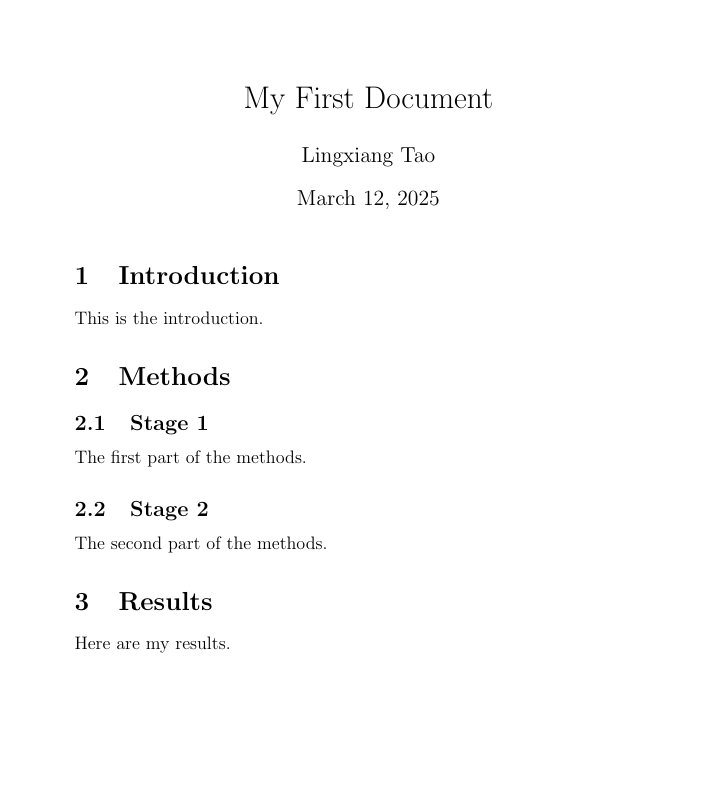 My First Document
Lingxiang Tao
March 12, 2025
1 Introduction
This is the introduction.
2 Methods
2.1 Stage 1
The first part of the methods.
2.2 Stage 2
The second part of the methods.
3 Results
Here are my results.